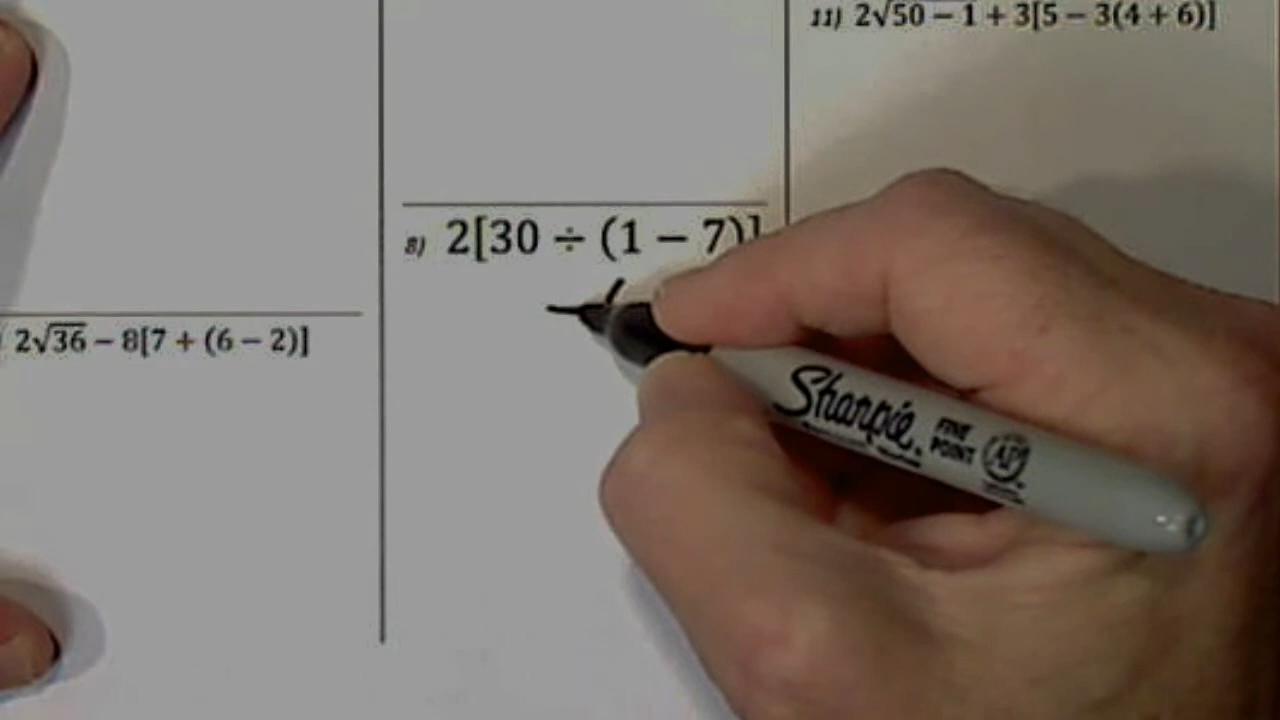 2√36 − 8[7 + (6 − 2)]
8) 2[30 ÷ (1 − 7)]
11) 2√50 − 1 + 3[5 − 3(4 + 6)]
Sharpie
FINE
POINT
AP